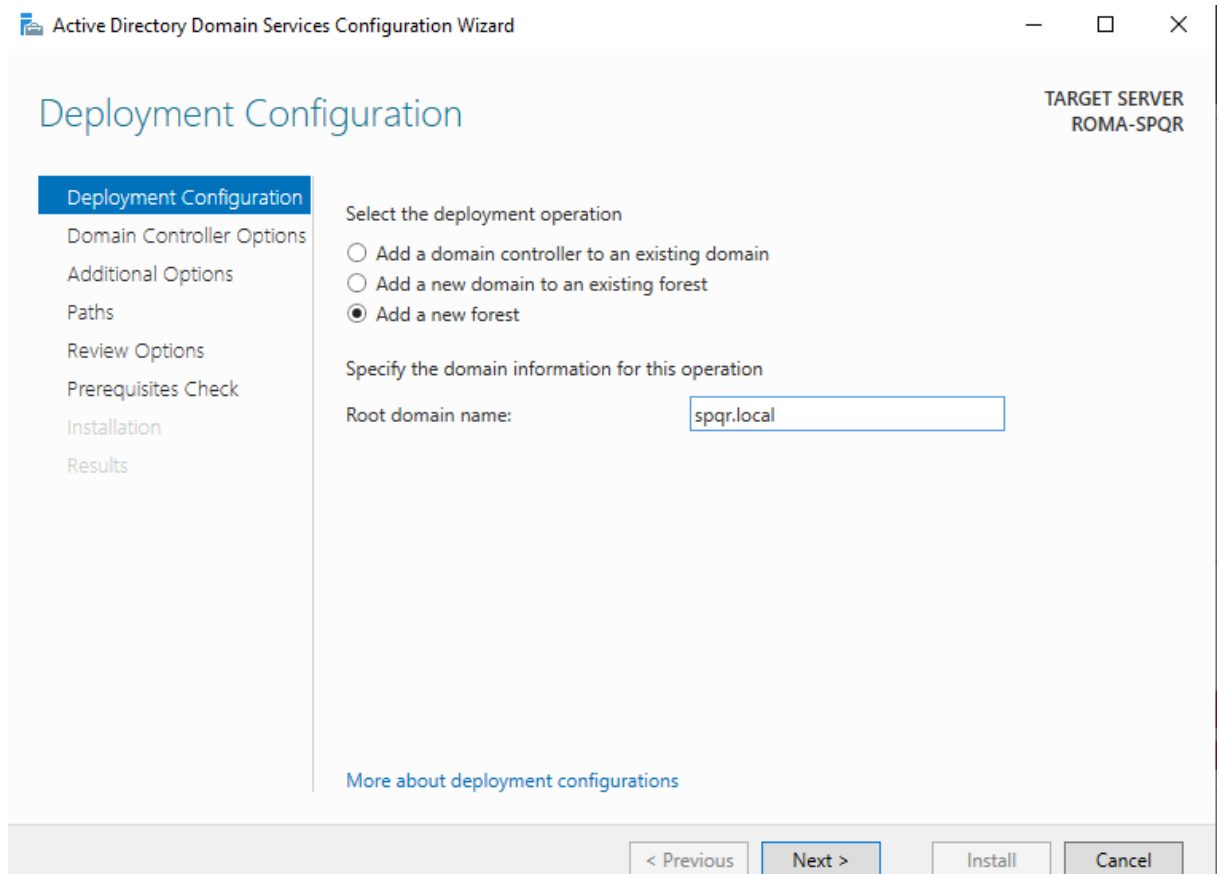 Active Directory Domain Services Configuration Wizard
Deployment Configuration
TARGET SERVER
ROMA-SPQR
Deployment Configuration
Domain Controller Options
Additional Options
Paths
Review Options
Prerequisites Check
Installation
Results
Select the deployment operation
Add a domain controller to an existing domain
Add a new domain to an existing forest
Add a new forest
Specify the domain information for this operation
Root domain name: spqr.local
More about deployment configurations
< Previous Next > Install Cancel